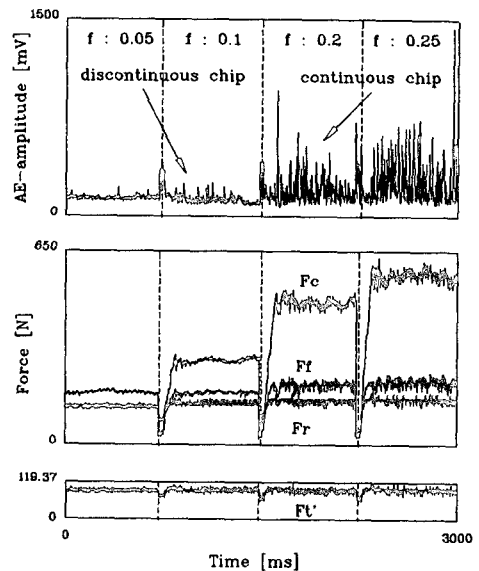 1500
f : 0.05
f : 0.1
f : 0.2
f : 0.25
discontinuous chip
continuous chip
AE-amplitude [mV]
0
650
Fc
Ff
Fr
Force [N]
0
119.37
Ft'
0
3000
Time [ms]